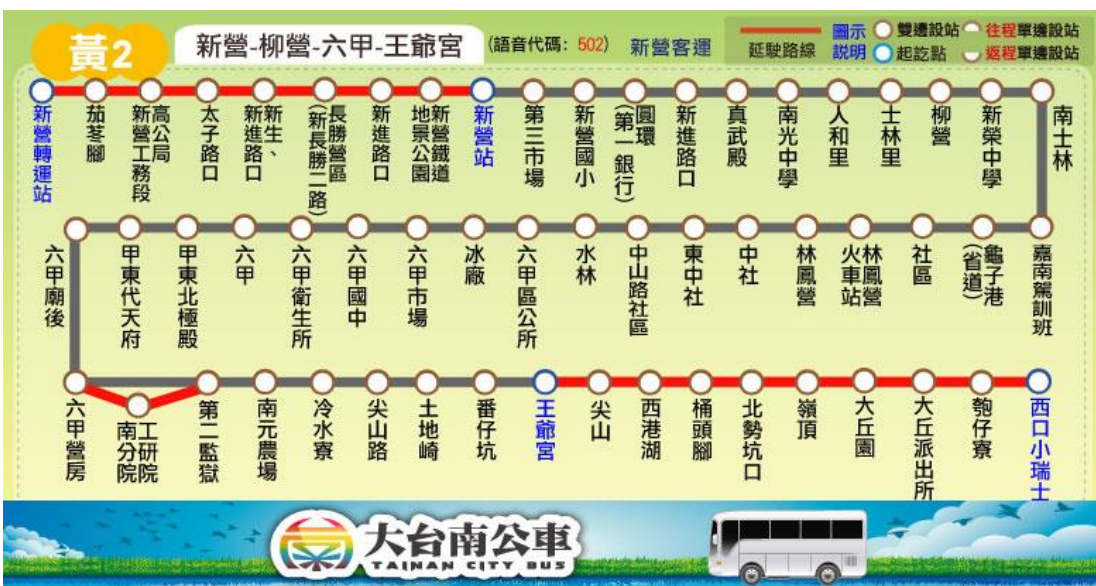 黃2
新營-柳營-六甲-王爺宮
(語音代碼: 502)
新營客運
延駛路線
圖示說明
雙邊設站
起訖點
往程單邊設站
返程單邊設站
新營轉運站
茄苳腳
高公局新營工務段
太子路口
新生、新營新進路口
長勝營區(新長勝二路)
新進路口
新營鐵道地景公園
新營站
第三市場
新營國小
圓環(第一銀行)
新進路口
真武殿
南光中學
人和里
士林里
柳營
新榮中學
南士林
六甲廟後
甲東代天府
甲東北極殿
六甲
六甲衛生所
六甲國中
六甲市場
冰廠
六甲區公所
水林
中山路社區
東中社
中社
林鳳營
林鳳營火車站
社區
龜子港(省道)
嘉南駕訓班
六甲營房
工研院南分院
第二監獄
南元農場
冷水寮
尖山路
土地崎
番仔坑
王爺宮
尖山
西港湖
桶頭腳
北勢坑口
嶺頂
大丘園
大丘派出所
匏仔寮
西口小瑞士
大台南公車
TAINAN CITY BUS